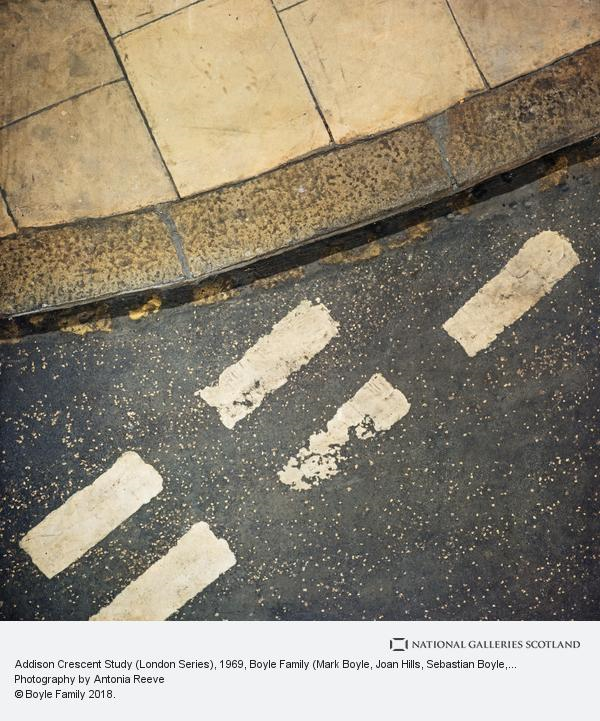 NATIONAL GALLERIES SCOTLAND
Addison Crescent Study (London Series), 1969, Boyle Family (Mark Boyle, Joan Hills, Sebastian Boyle,...
Photography by Antonia Reeve
© Boyle Family 2018.